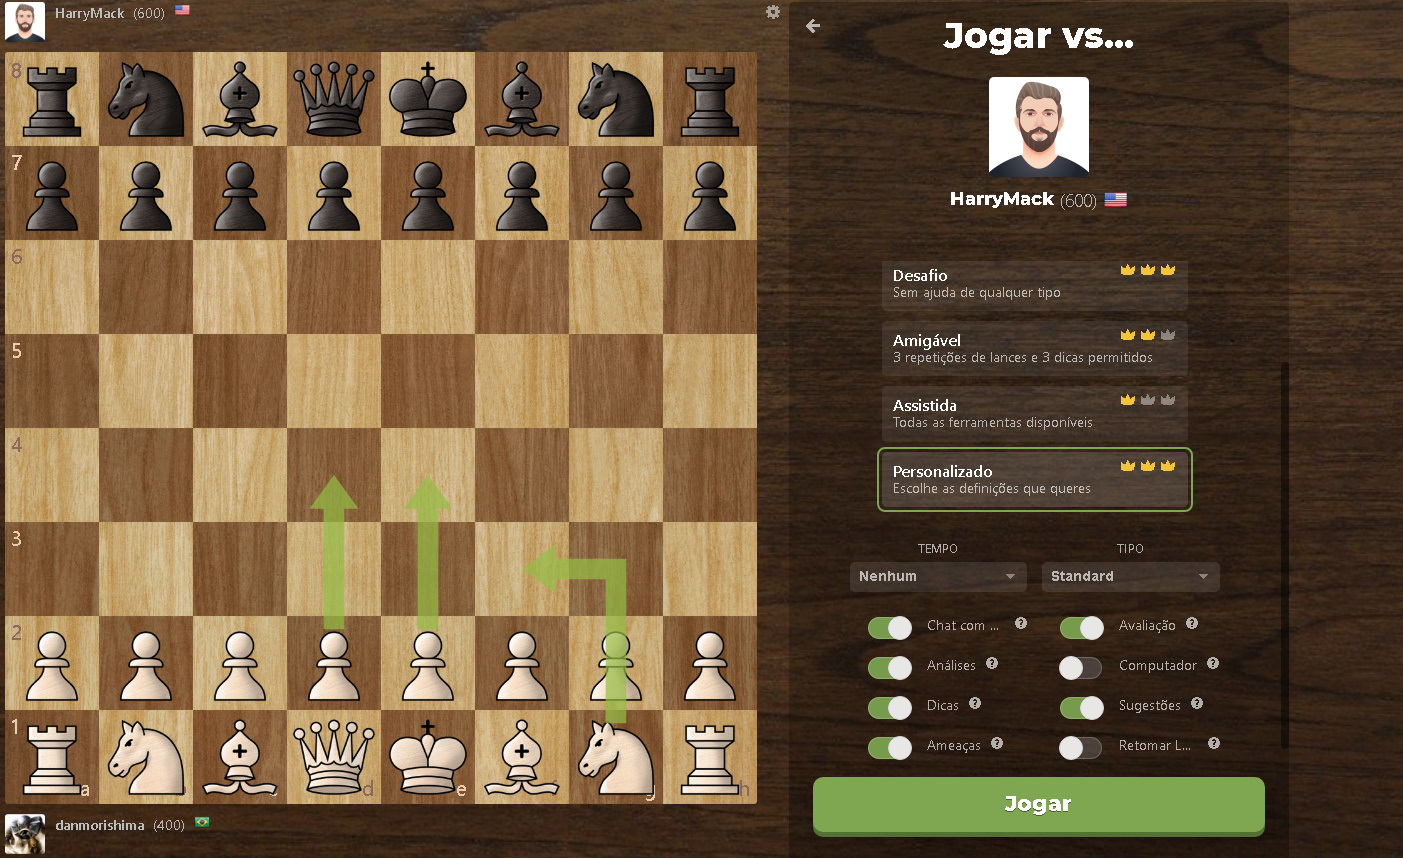 HarryMack (600)
8
7
6
5
4
3
2
1
a
c
d
e
f
g
h
danmorishima (400)
Jogar vs...
HarryMack (600)
Desafio
Sem ajuda de qualquer tipo
Amigável
3 repetições de lances e 3 dicas permitidos
Assistida
Todas as ferramentas disponíveis
Personalizado
Escolhe as definições que queres
TEMPO TIPO
Nenhum Standard
Chat com ... ? Avaliação ?
Análises ? Computador ?
Dicas ? Sugestões ?
Ameaças ? Retomar L... ?
Jogar